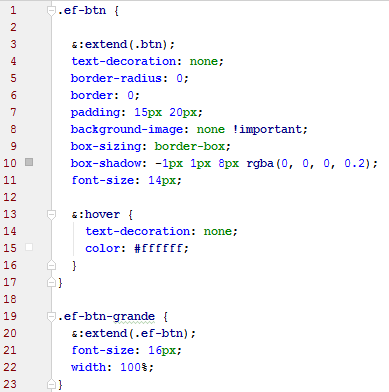 1 .ef-btn {
2
3 &:extend(.btn);
4 text-decoration: none;
5 border-radius: 0;
6 border: 0;
7 padding: 15px 20px;
8 background-image: none !important;
9 box-sizing: border-box;
10 box-shadow: -1px 1px 8px rgba(0, 0, 0, 0.2);
11 font-size: 14px;
12
13 &:hover {
14 text-decoration: none;
15 color: #ffffff;
16 }
17 }
18
19 .ef-btn-grande {
20 &:extend(.ef-btn);
21 font-size: 16px;
22 width: 100%;
23 }